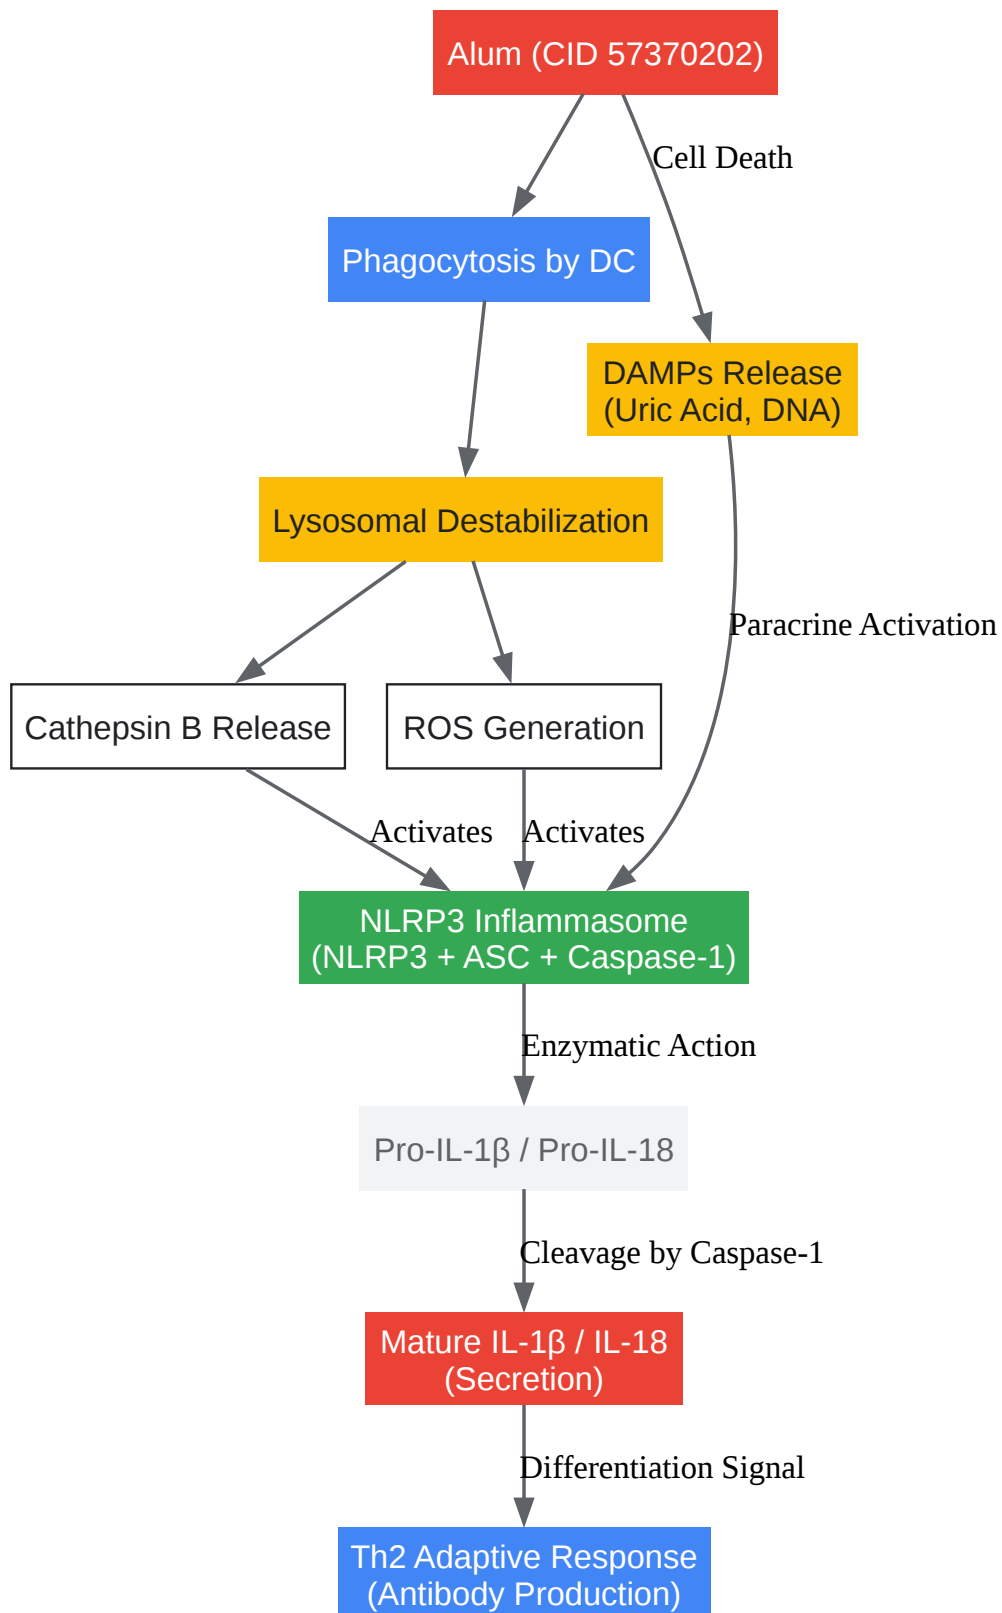 Alum (CID 57370202)
Cell Death
Phagocytosis by DC
DAMPs Release
(Uric Acid, DNA)
Lysosomal Destabilization
Paracrine Activation
Cathepsin B Release
ROS Generation
Activates
Activates
NLRP3 Inflammasome
(NLRP3 + ASC + Caspase-1)
Enzymatic Action
Pro-IL-1β / Pro-IL-18
Cleavage by Caspase-1
Mature IL-1β / IL-18
(Secretion)
Differentiation Signal
Th2 Adaptive Response
(Antibody Production)